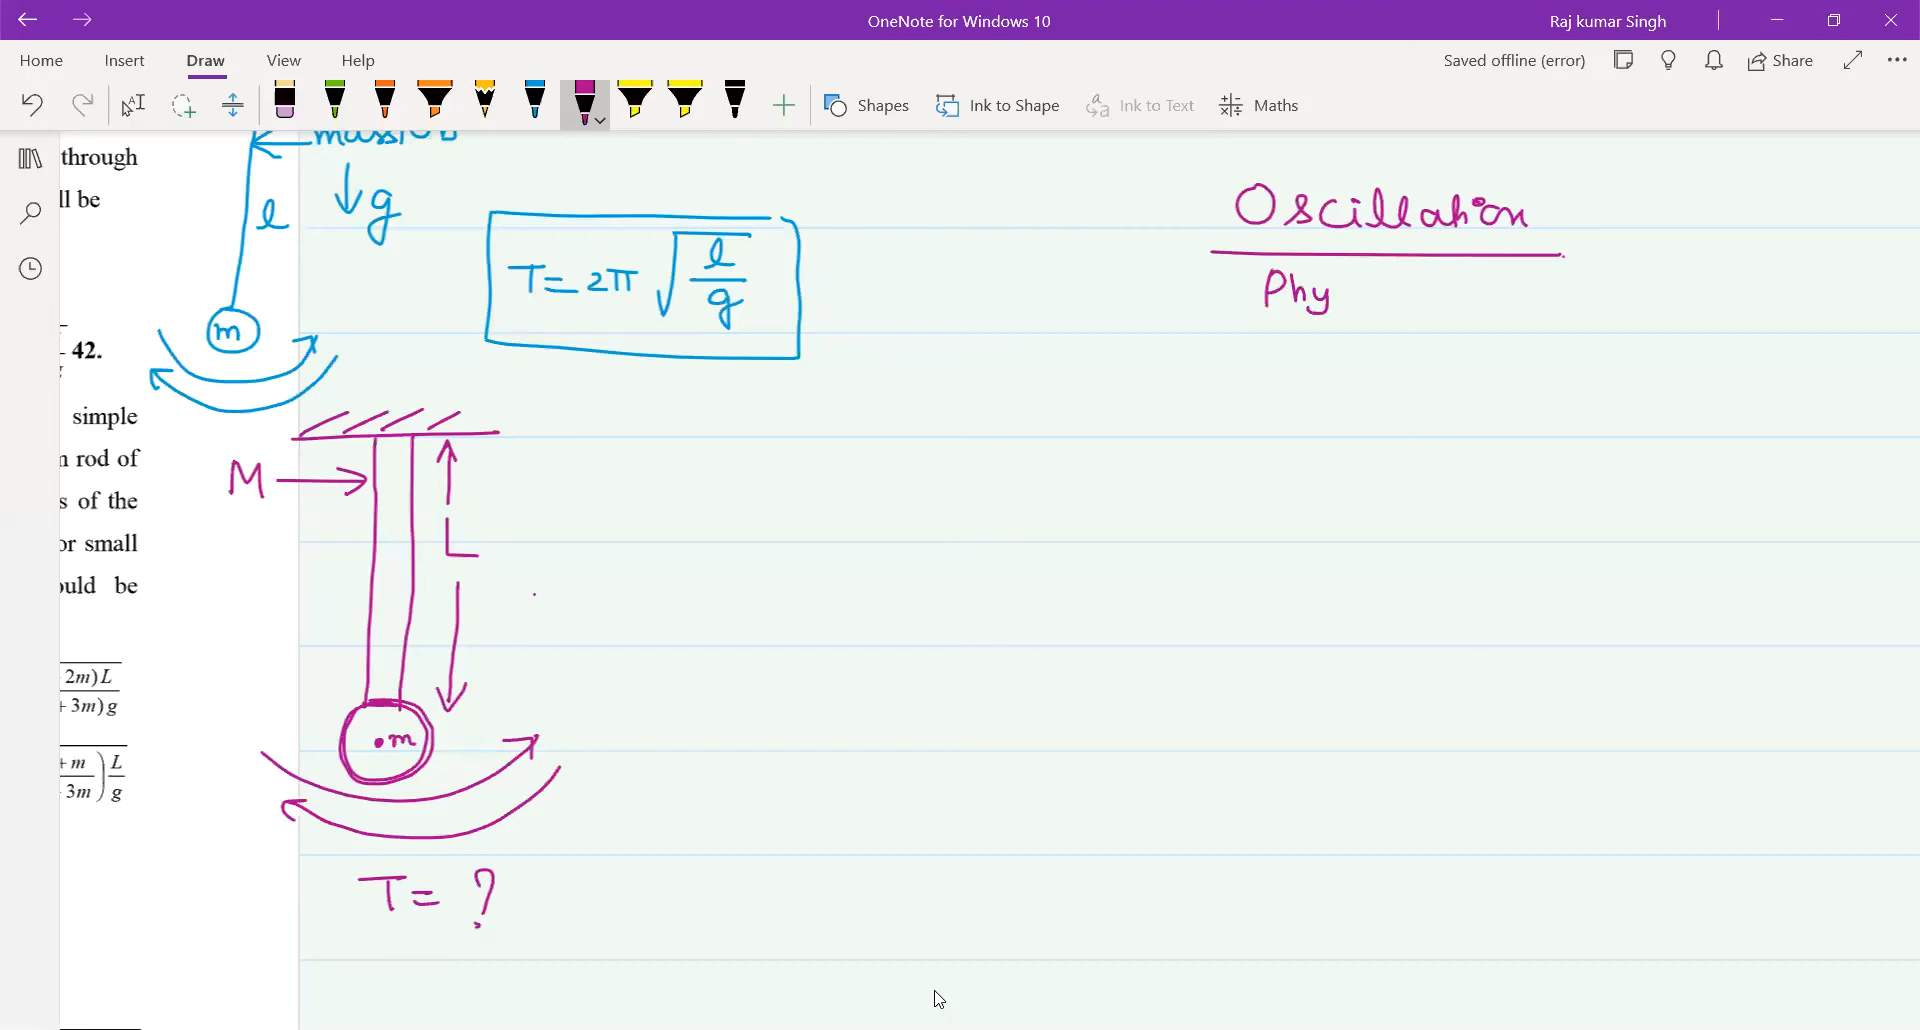 OneNote for Windows 10
Raj kumar Singh
Home Insert Draw View Help
Saved offline (error) Share
Shapes Ink to Shape Ink to Text Maths
through
ll be
42.
simple
n rod of
s of the
or small
ould be
2m) L
+ 3m) g
+ m L
3m ) g
l
↓ g
m
T = 2π √(l/g)
Oscillation
Phy
M →
L
m
T = ?